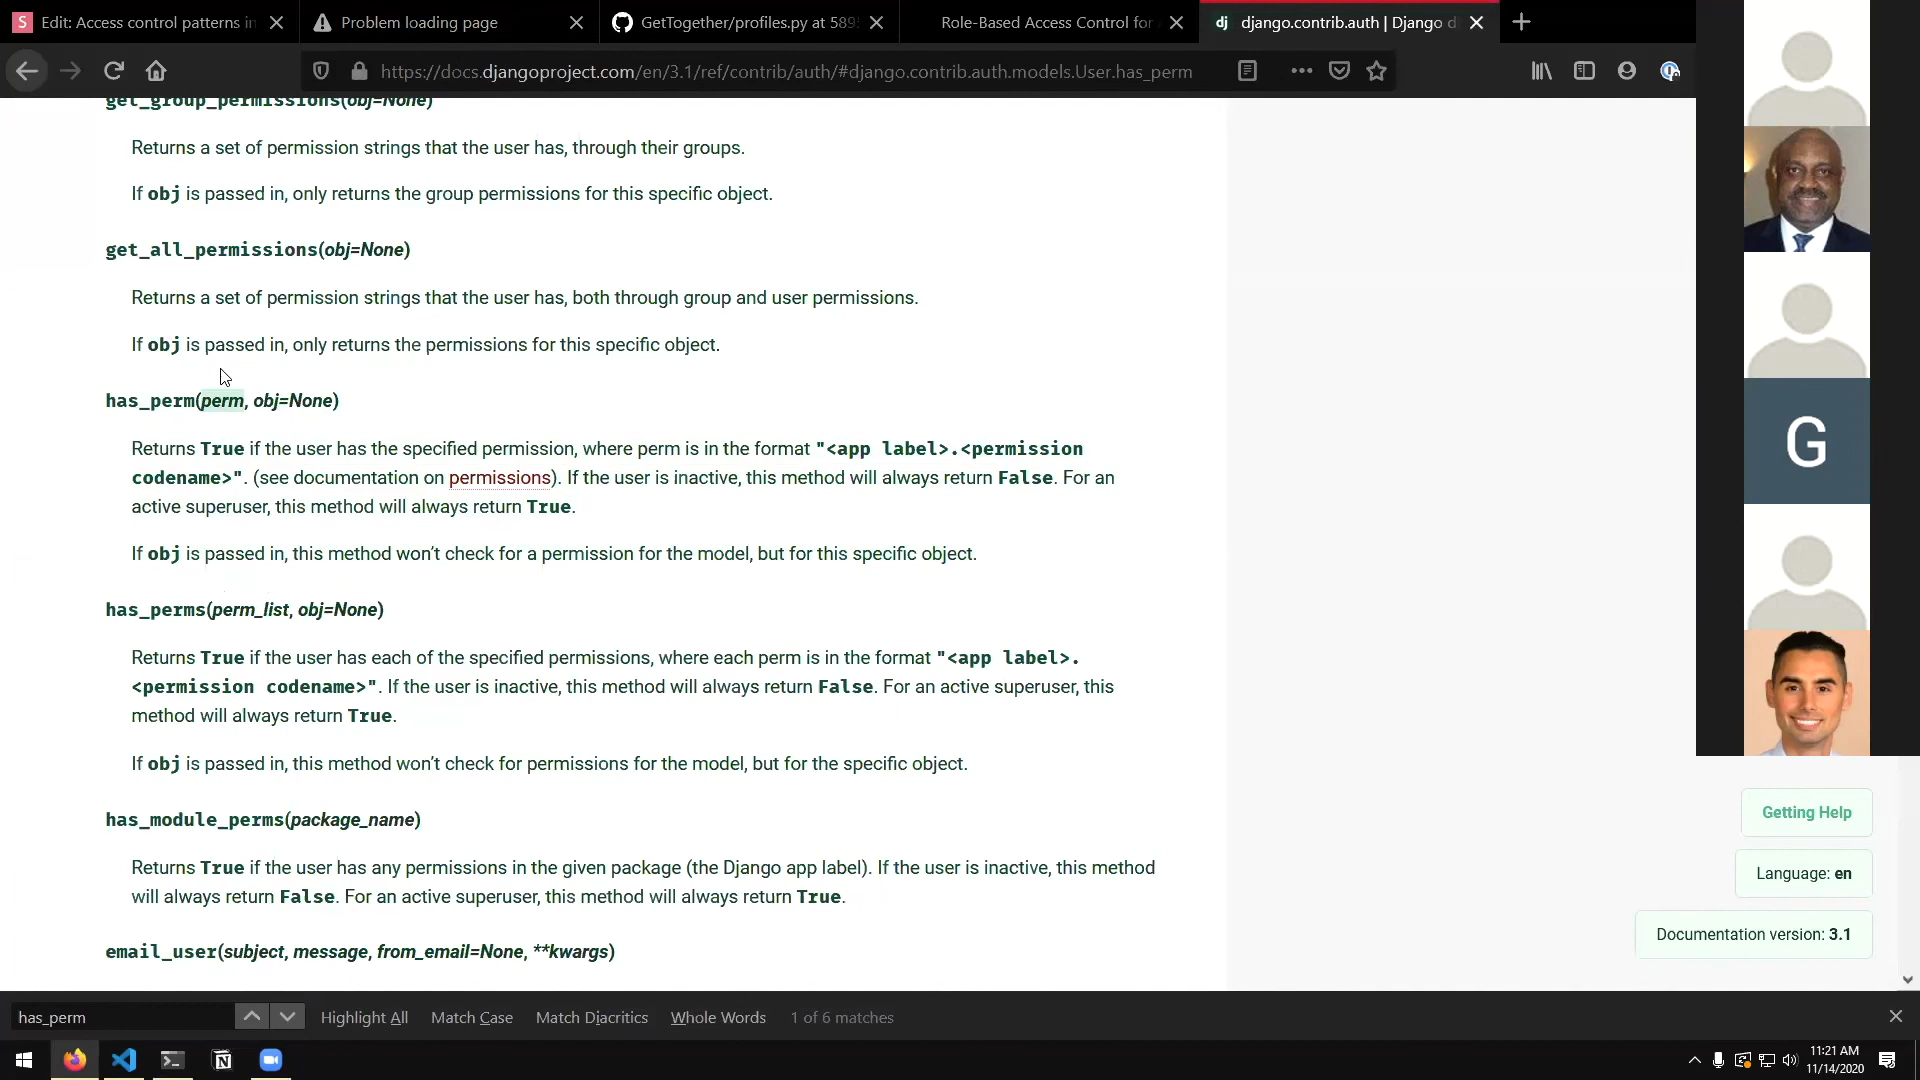 S Edit: Access control patterns in
Problem loading page
GetTogether/profiles.py at 589
Role-Based Access Control for
dj django.contrib.auth | Django d
https://docs.djangoproject.com/en/3.1/ref/contrib/auth/#django.contrib.auth.models.User.has_perm
get_group_permissions(obj=None)
Returns a set of permission strings that the user has, through their groups.
If obj is passed in, only returns the group permissions for this specific object.
get_all_permissions(obj=None)
Returns a set of permission strings that the user has, both through group and user permissions.
If obj is passed in, only returns the permissions for this specific object.
has_perm(perm, obj=None)
Returns True if the user has the specified permission, where perm is in the format "<app label>.<permission
codename>". (see documentation on permissions). If the user is inactive, this method will always return False. For an
active superuser, this method will always return True.
If obj is passed in, this method won't check for a permission for the model, but for this specific object.
has_perms(perm_list, obj=None)
Returns True if the user has each of the specified permissions, where each perm is in the format "<app label>.
<permission codename>". If the user is inactive, this method will always return False. For an active superuser, this
method will always return True.
If obj is passed in, this method won't check for permissions for the model, but for the specific object.
has_module_perms(package_name)
Returns True if the user has any permissions in the given package (the Django app label). If the user is inactive, this method
will always return False. For an active superuser, this method will always return True.
email_user(subject, message, from_email=None, **kwargs)
G
Getting Help
Language: en
Documentation version: 3.1
has_perm
Highlight All
Match Case
Match Diacritics
Whole Words
1 of 6 matches
11:21 AM
11/14/2020